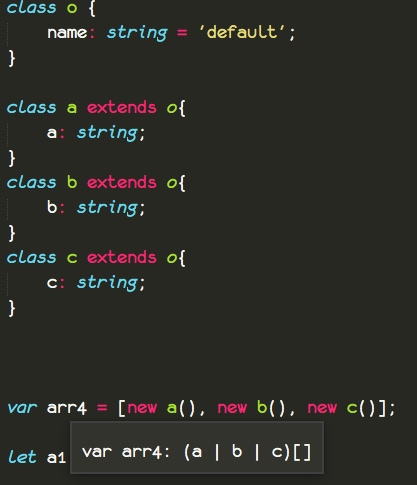 class o {
name: string = 'default';
}
class a extends o{
a: string;
}
class b extends o{
b: string;
}
class c extends o{
c: string;
}
var arr4 = [new a(), new b(), new c()];
var arr4: (a | b | c)[]
let a1